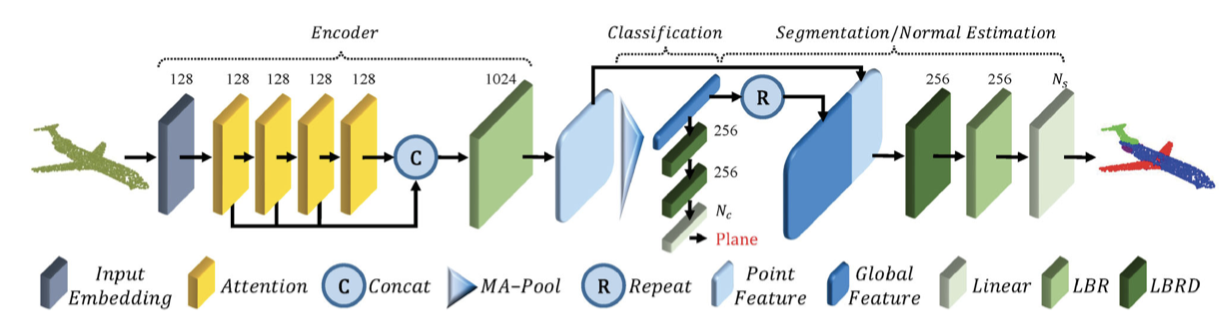 Encoder
Classification
Segmentation/Normal Estimation
128
128
128
128
128
1024
256
256
N_c
Plane
256
256
N_s
C
R
Input Embedding
Attention
C Concat
MA–Pool
R Repeat
Point Feature
Global Feature
Linear
LBR
LBRD